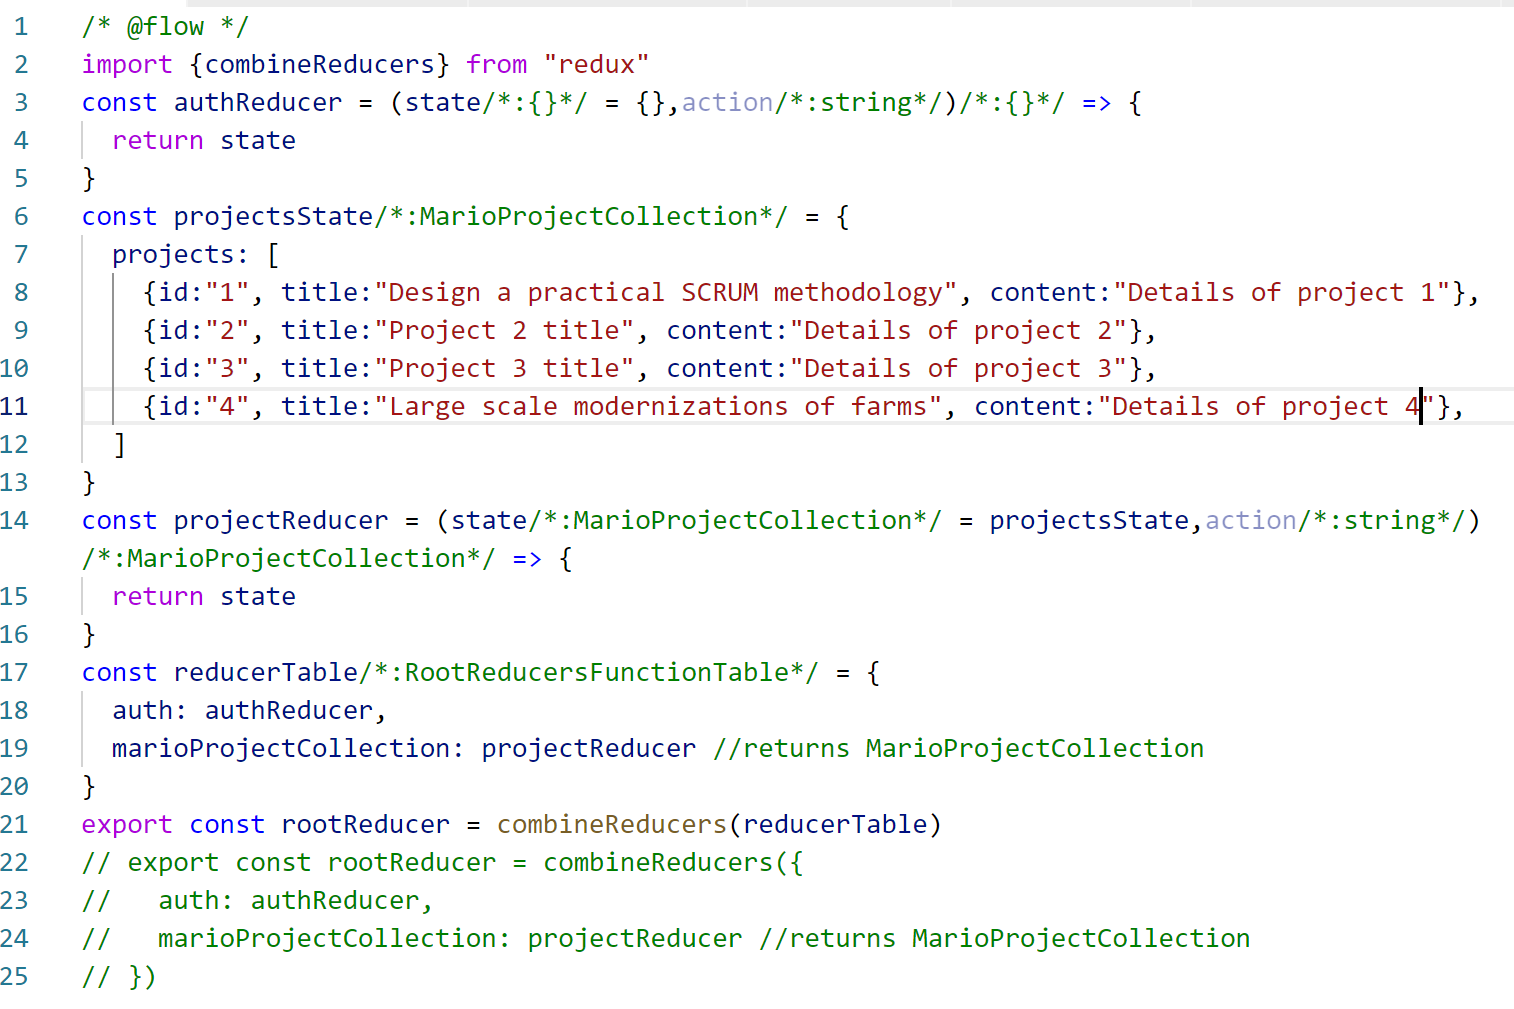 1 /* @flow */
2 import {combineReducers} from "redux"
3 const authReducer = (state/*:{}*/ = {},action/*:string*/)/*:{}*/ => {
4   return state
5 }
6 const projectsState/*:MarioProjectCollection*/ = {
7   projects: [
8     {id:"1", title:"Design a practical SCRUM methodology", content:"Details of project 1"},
9     {id:"2", title:"Project 2 title", content:"Details of project 2"},
10     {id:"3", title:"Project 3 title", content:"Details of project 3"},
11     {id:"4", title:"Large scale modernizations of farms", content:"Details of project 4"},
12   ]
13 }
14 const projectReducer = (state/*:MarioProjectCollection*/ = projectsState,action/*:string*/)
/*:MarioProjectCollection*/ => {
15   return state
16 }
17 const reducerTable/*:RootReducersFunctionTable*/ = {
18   auth: authReducer,
19   marioProjectCollection: projectReducer //returns MarioProjectCollection
20 }
21 export const rootReducer = combineReducers(reducerTable)
22 // export const rootReducer = combineReducers({
23 //   auth: authReducer,
24 //   marioProjectCollection: projectReducer //returns MarioProjectCollection
25 // })